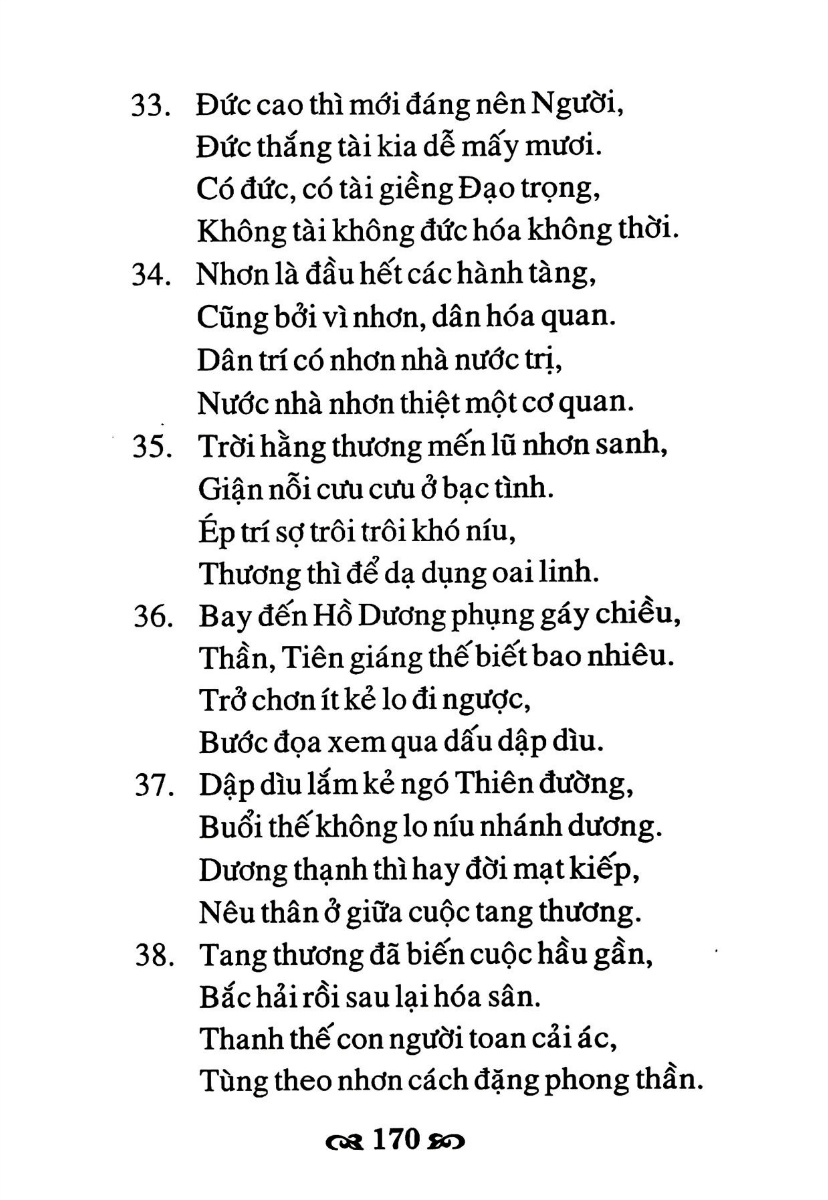 33. Đức cao thì mới đáng nên Người,
Đức thắng tài kia dễ mấy mươi.
Có đức, có tài giềng Đạo trọng,
Không tài không đức hóa không thời.
34. Nhơn là đầu hết các hành tàng,
Cũng bởi vì nhơn, dân hóa quan.
Dân trí có nhơn nhà nước trị,
Nước nhà nhơn thiệt một cơ quan.
35. Trời hằng thương mến lũ nhơn sanh,
Giận nỗi cưu cưu ở bạc tình.
Ép trí sợ trôi trôi khó níu,
Thương thì để dạ dụng oai linh.
36. Bay đến Hồ Dương phụng gáy chiều,
Thần, Tiên giáng thế biết bao nhiêu.
Trở chơn ít kẻ lo đi ngược,
Bước đọa xem qua dấu dập dìu.
37. Dập dìu lắm kẻ ngó Thiên đường,
Buổi thế không lo níu nhánh dương.
Dương thạnh thì hay đời mạt kiếp,
Nêu thân ở giữa cuộc tang thương.
38. Tang thương đã biến cuộc hầu gần,
Bắc hải rồi sau lại hóa sân.
Thanh thế con người toan cải ác,
Tùng theo nhơn cách đặng phong thần.
170